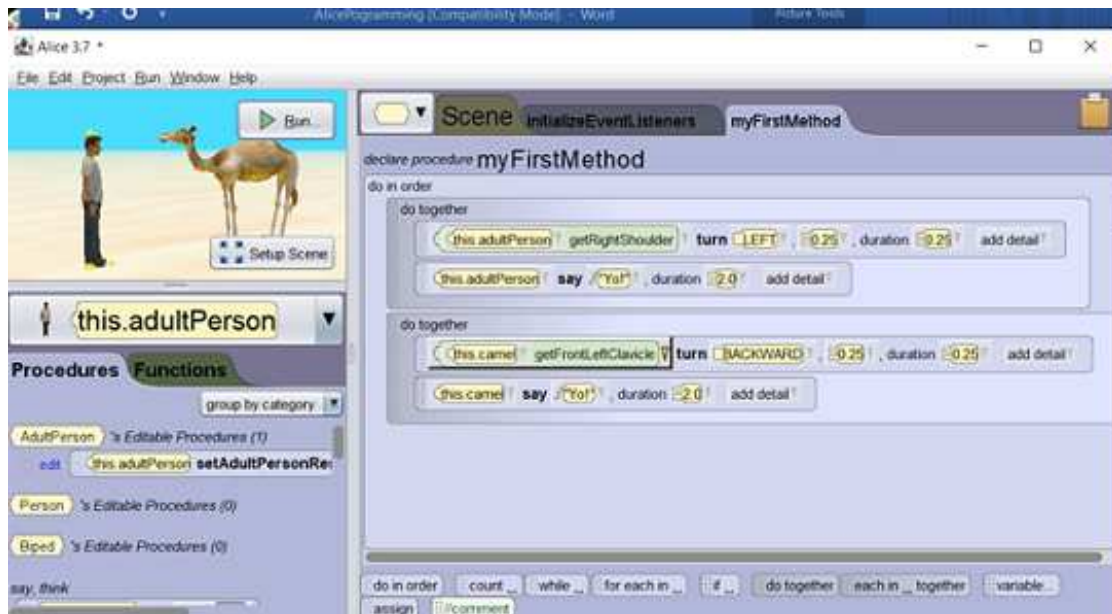 AliceProgramming [Compatibility Mode] - Word
Picture Tools
Alice 3.7 *
File Edit Project Run Window Help
Run...
Setup Scene
this.adultPerson
Procedures Functions
group by category
AdultPerson 's Editable Procedures (1)
edit this.adultPerson setAdultPersonRe
Person 's Editable Procedures (0)
Biped 's Editable Procedures (0)
say, think
Scene initializeEventListeners myFirstMethod
declare procedure myFirstMethod
do in order
do together
this.adultPerson getRightShoulder turn LEFT , 0.25 , duration 0.25 add detail
this.adultPerson say "Yo!" , duration 2.0 add detail
do together
this.camel getFrontLeftClavicle turn BACKWARD , 0.25 , duration 0.25 add detail
this.camel say "Yo!" , duration 2.0 add detail
do in order count _ while _ for each in _ if _ do together each in _ together variable...
assign //comment